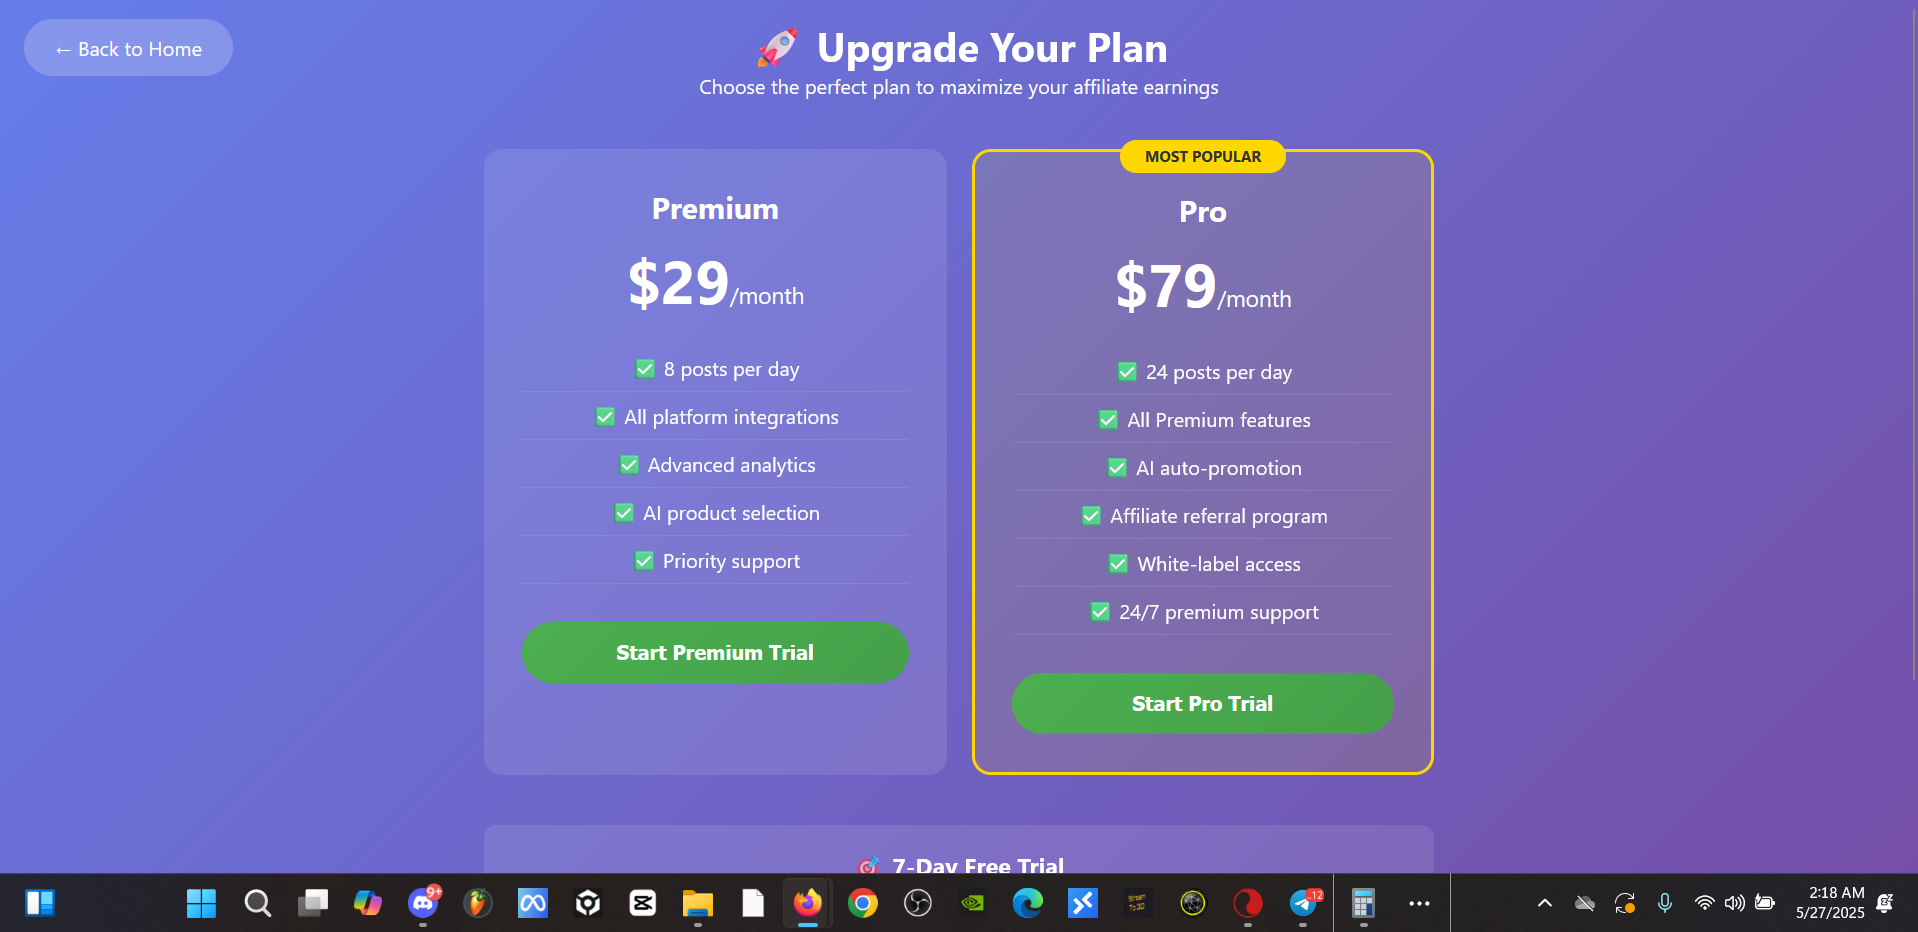 ← Back to Home
🚀 Upgrade Your Plan
Choose the perfect plan to maximize your affiliate earnings
Premium
$29/month
✅ 8 posts per day
✅ All platform integrations
✅ Advanced analytics
✅ AI product selection
✅ Priority support
Start Premium Trial
MOST POPULAR
Pro
$79/month
✅ 24 posts per day
✅ All Premium features
✅ AI auto-promotion
✅ Affiliate referral program
✅ White-label access
✅ 24/7 premium support
Start Pro Trial
🎯 7-Day Free Trial
9+
..12
2:18 AM
5/27/2025